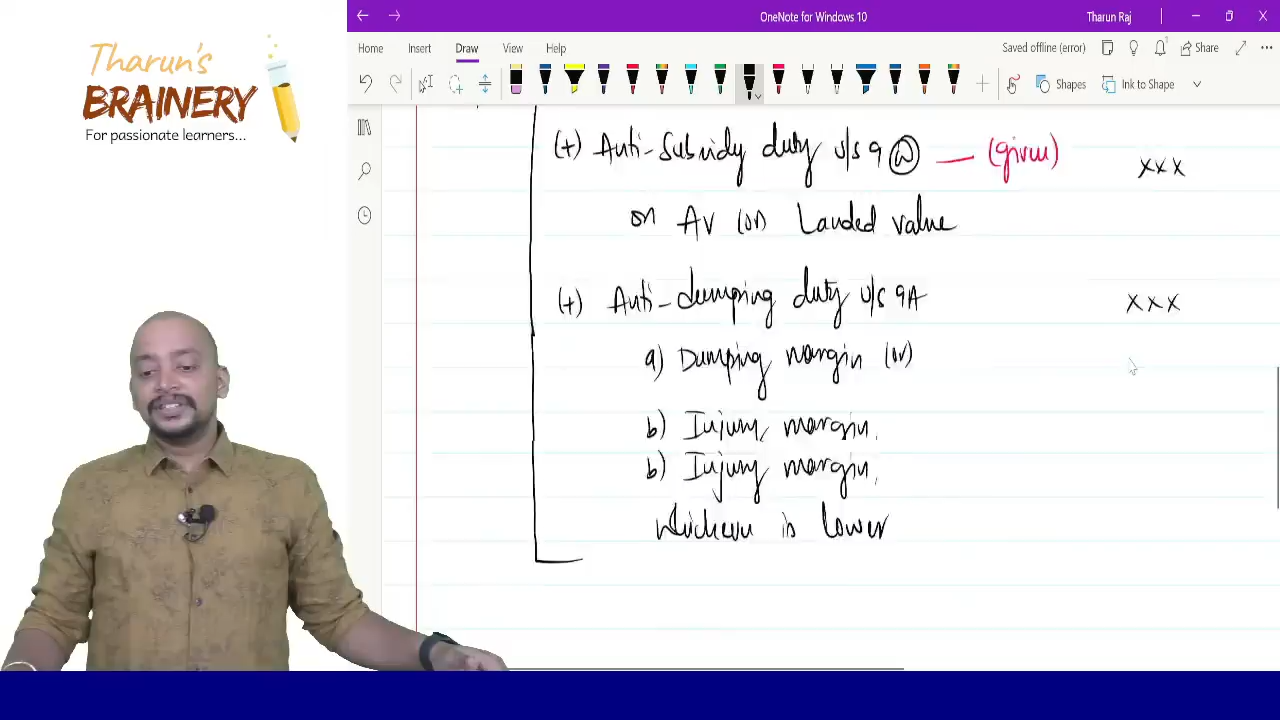 Tharun's
BRAINERY
For passionate learners...
OneNote for Windows 10
Tharun Raj
Home Insert Draw View Help
Saved offline (error)
Share
Shapes
Ink to Shape
(+) Anti-Subsidy duty u/s 9 — (given) XXX
on AV (or) Landed value
(+) Anti-dumping duty u/s 9A XXX
a) Dumping margin (or)
b) Injury margin.
b) Injury margin.
whichever is lower